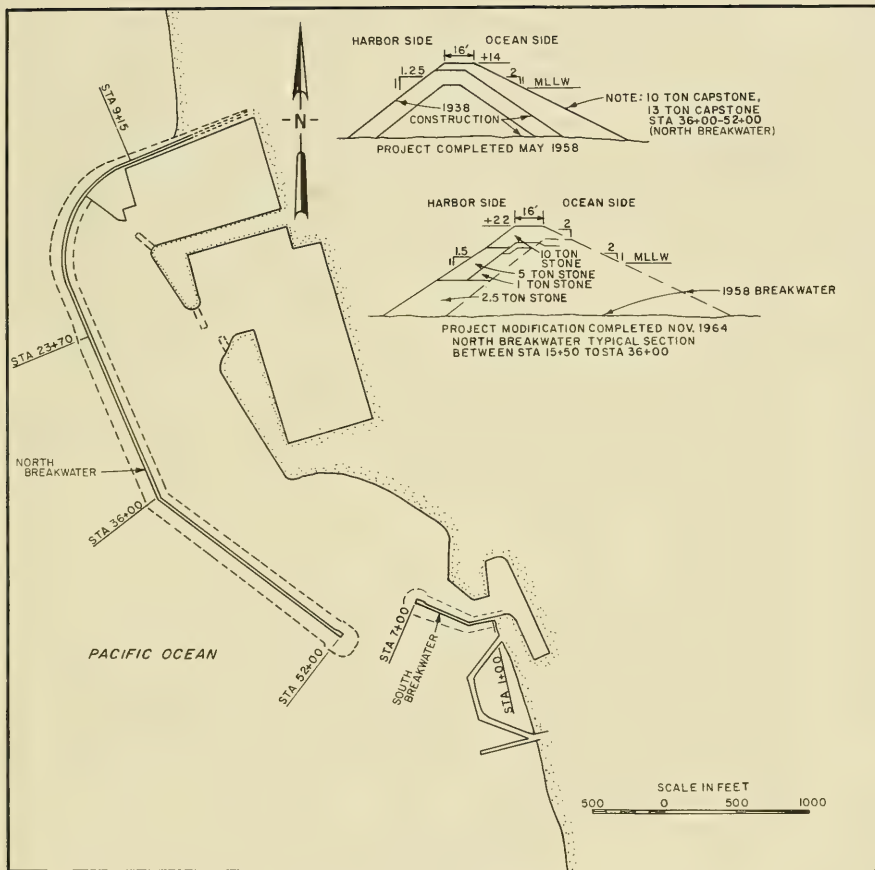 HARBOR SIDE
OCEAN SIDE
16'
+14
1.25
1
2
1
MLLW
1938
CONSTRUCTION
NOTE: 10 TON CAPSTONE,
13 TON CAPSTONE
STA 36+00-52+00
(NORTH BREAKWATER)
PROJECT COMPLETED MAY 1958
HARBOR SIDE
OCEAN SIDE
+22
16'
2
1.5
1
2
1
MLLW
10 TON
STONE
5 TON STONE
1 TON STONE
2.5 TON STONE
1958 BREAKWATER
PROJECT MODIFICATION COMPLETED NOV. 1964
NORTH BREAKWATER TYPICAL SECTION
BETWEEN STA 15+50 TO STA 36+00
N
STA 9+15
STA 23+70
NORTH
BREAKWATER
STA 36+00
PACIFIC OCEAN
STA 52+00
STA 7+00
SOUTH
BREAKWATER
STA 1+00
SCALE IN FEET
500 0 500 1000